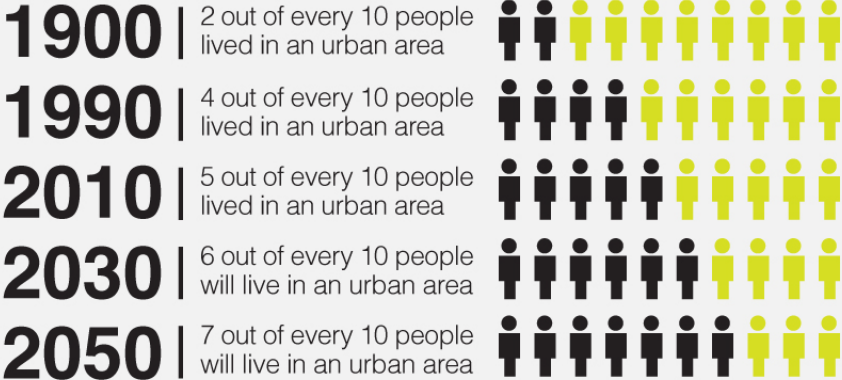 1900
2 out of every 10 people
lived in an urban area
1990
4 out of every 10 people
lived in an urban area
2010
5 out of every 10 people
lived in an urban area
2030
6 out of every 10 people
will live in an urban area
2050
7 out of every 10 people
will live in an urban area